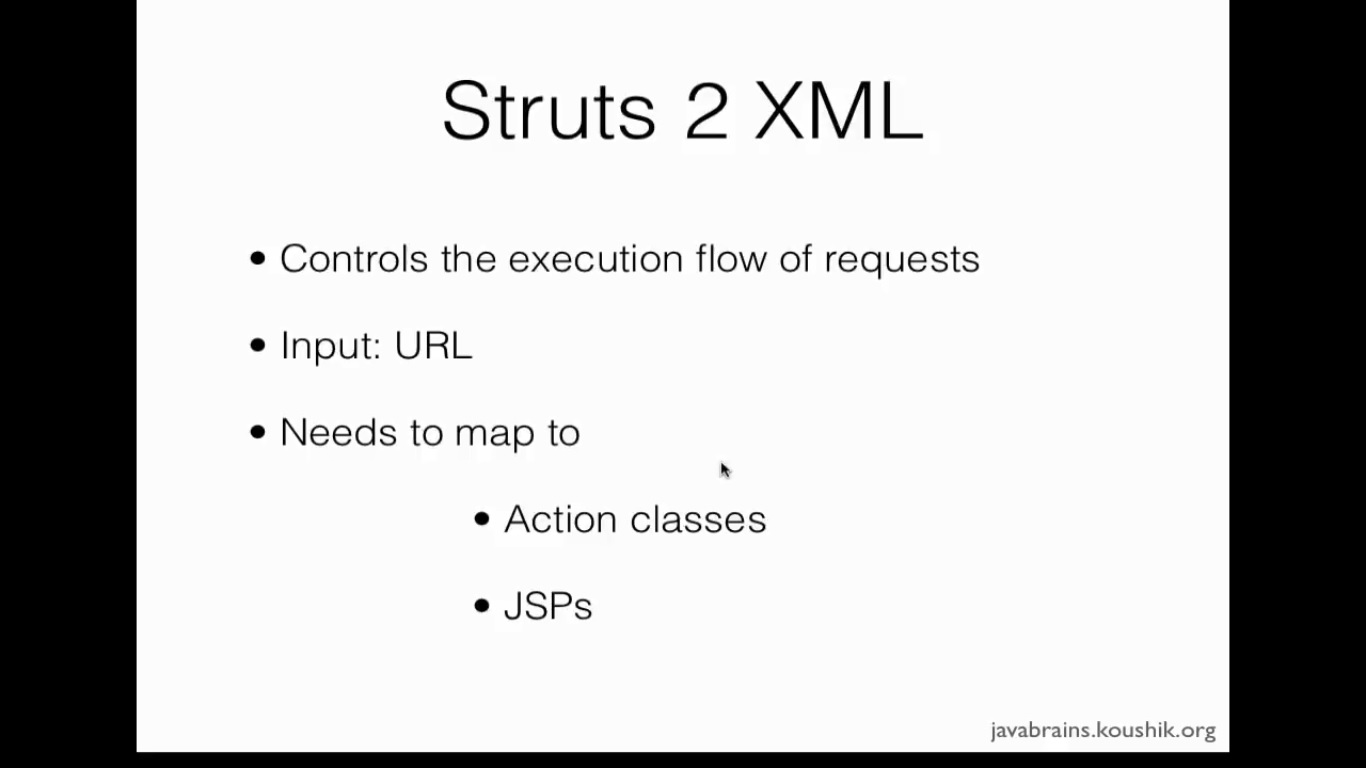 Struts 2 XML
• Controls the execution flow of requests
• Input: URL
• Needs to map to
• Action classes
• JSPs
javabrains.koushik.org